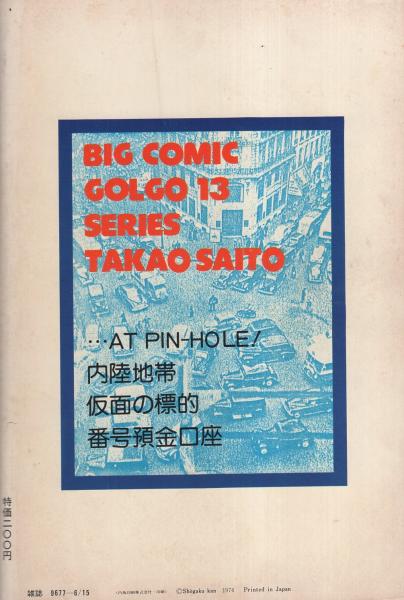 BIG COMIC
GOLGO 13
SERIES
TAKAO SAITO
…AT PIN-HOLE!
内陸地帯
仮面の標的
番号預金口座
特価二〇〇円
雑誌 9677—6/15
©Shōgaku kan 1974 Printed in Japan